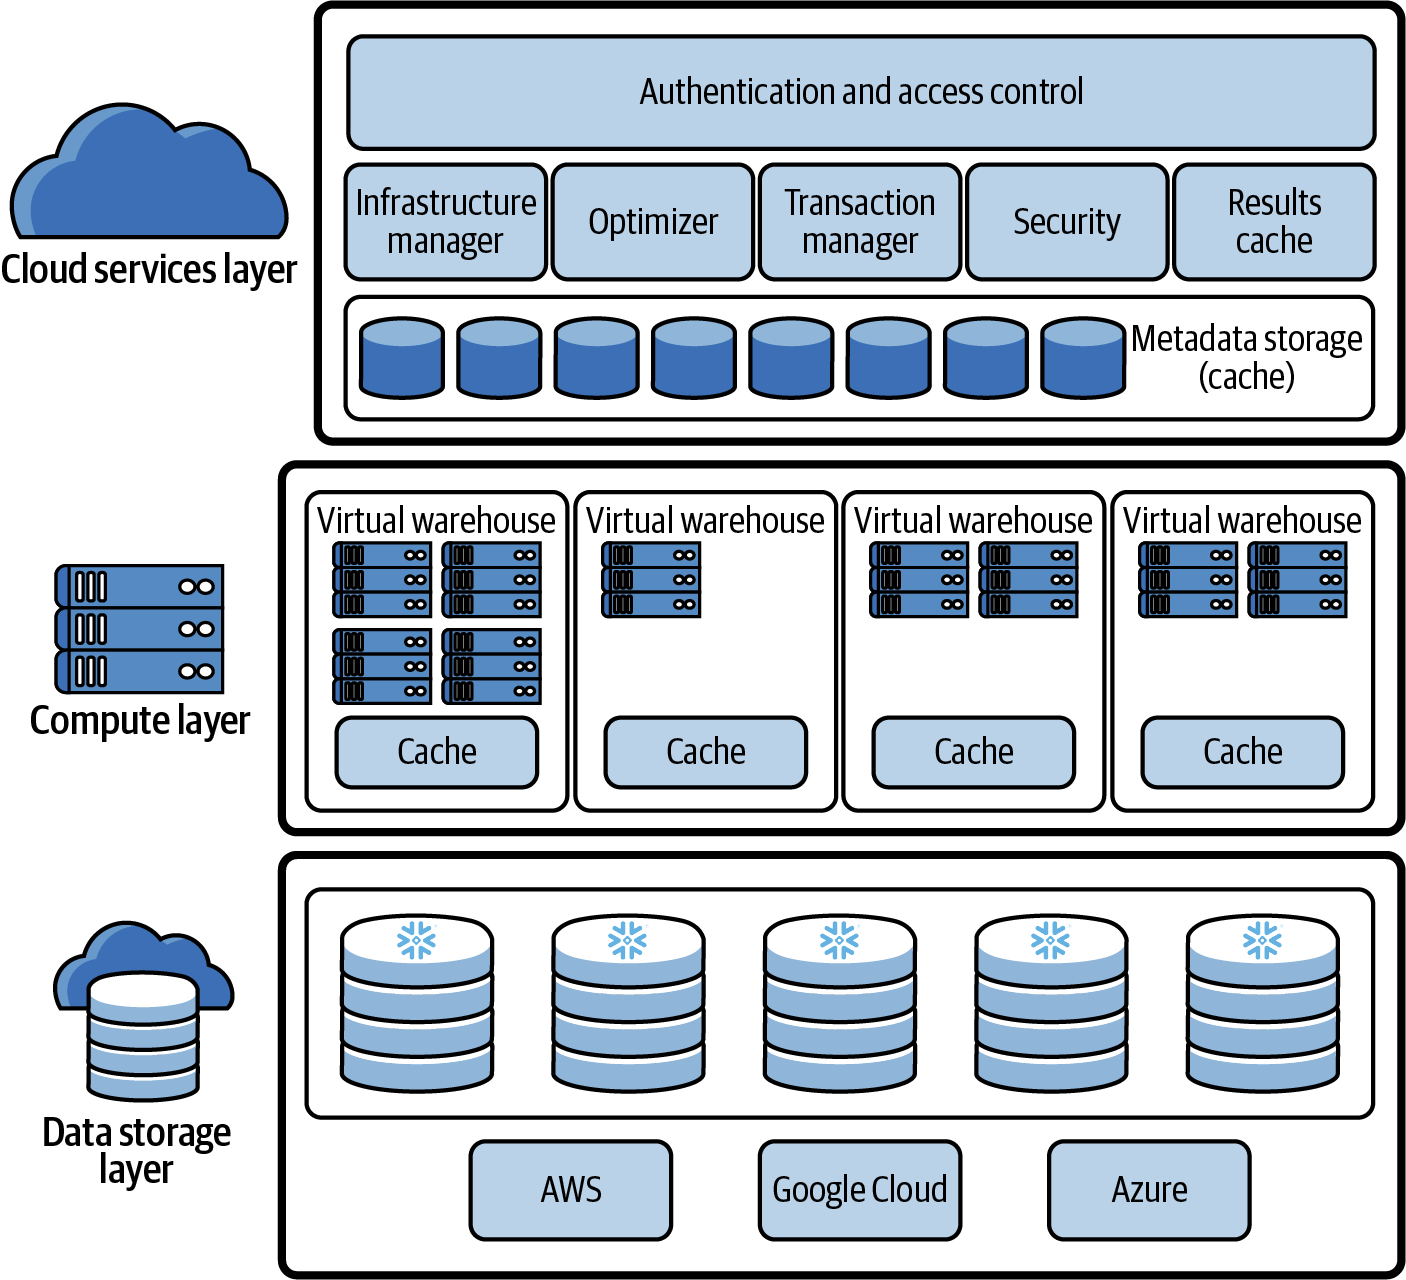 Authentication and access control
Infrastructure
manager
Optimizer
Transaction
manager
Security
Results
cache
Cloud services layer
Metadata storage
(cache)
Virtual warehouse
Virtual warehouse
Virtual warehouse
Virtual warehouse
Compute layer
Cache
Cache
Cache
Cache
Data storage
layer
AWS
Google Cloud
Azure